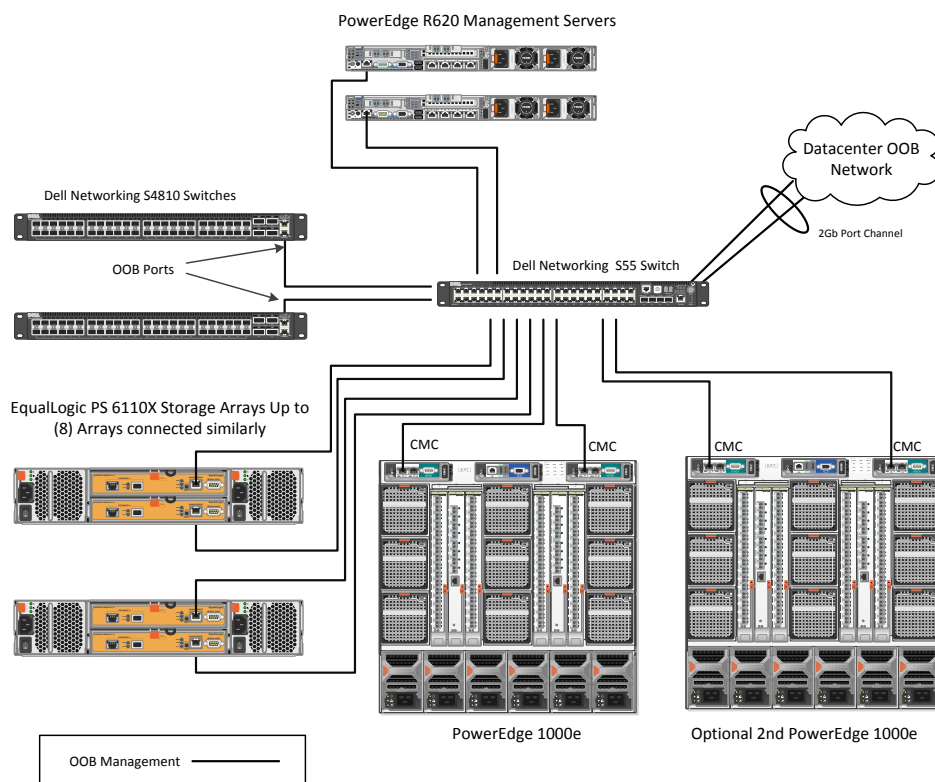 PowerEdge R620 Management Servers
Datacenter OOB
Network
Dell Networking S4810 Switches
2Gb Port Channel
OOB Ports
Dell Networking S55 Switch
EqualLogic PS 6110X Storage Arrays Up to
(8) Arrays connected similarly
CMC
CMC
CMC
CMC
PowerEdge 1000e
Optional 2nd PowerEdge 1000e
OOB Management